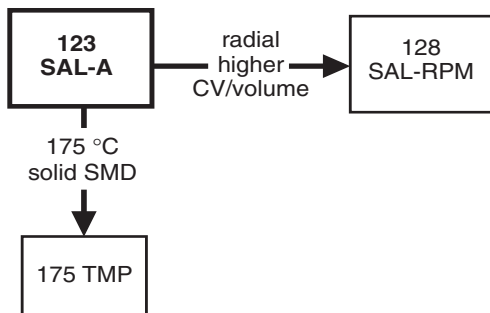 123
SAL-A
radial
higher
CV/volume
128
SAL-RPM
175 °C
solid SMD
175 TMP